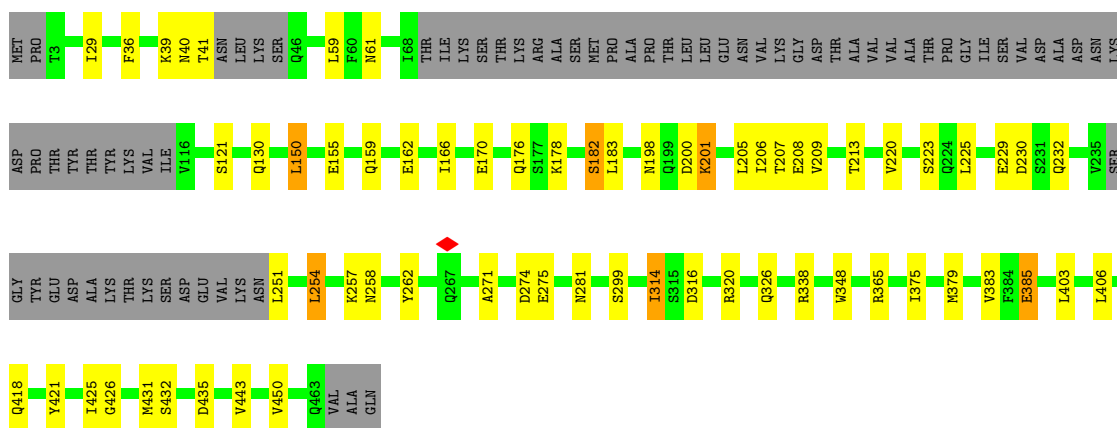 MET PRO T3 I29 F36 K39 N40 T41 ASN LEU LYS SER Q46 L59 F60 N61 I68 THR ILE LYS SER THR LYS ARG ALA SER MET PRO ALA PRO THR LEU LEU GLU ASN VAL LYS GLY ASP THR ALA VAL VAL ALA THR PRO GLY ILE SER VAL ASP ALA ASP ASN LYS
ASP PRO THR TYR THR TYR LYS VAL ILE V116 S121 Q130 L150 E155 Q159 E162 I166 E170 Q176 S177 K178 S182 L183 N198 Q199 D200 K201 L205 I206 T207 E208 V209 T213 V220 S223 Q224 L225 E229 D230 S231 Q232 V235 SER
GLY TYR GLU ASP ALA LYS THR LYS SER ASP GLU VAL LYS ASN L251 L254 K257 N258 Y262 Q267 A271 D274 E275 N281 S299 I314 S315 D316 R320 Q326 R338 W348 R365 I375 M379 V383 F384 E385 L403 L406
Q418 Y421 I425 G426 M431 S432 D435 V443 V450 Q463 VAL ALA GLN